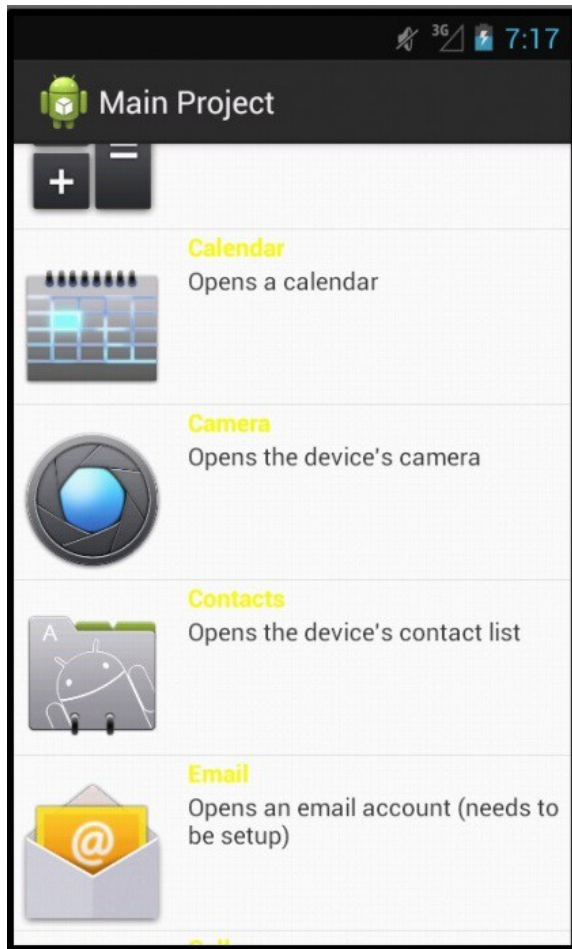 3G 7:17
Main Project
+ =
Calendar
Opens a calendar
Camera
Opens the device's camera
A
Contacts
Opens the device's contact list
Email
Opens an email account (needs to
be setup)
@